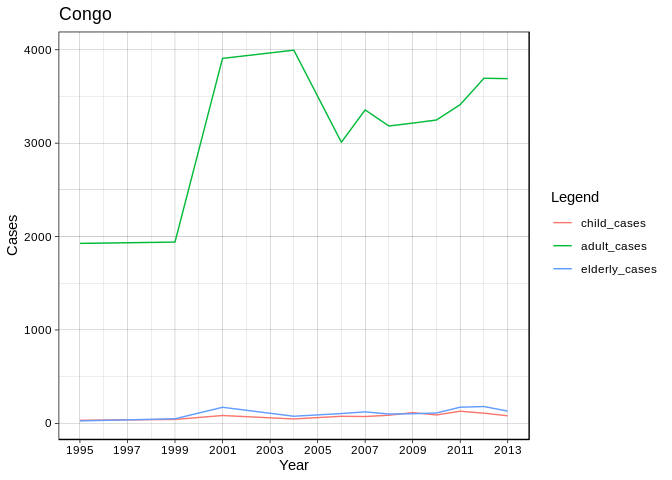 Congo
Cases
4000
3000
2000
1000
0
1995 1997 1999 2001 2003 2005 2007 2009 2011 2013
Year
Legend
child_cases
adult_cases
elderly_cases